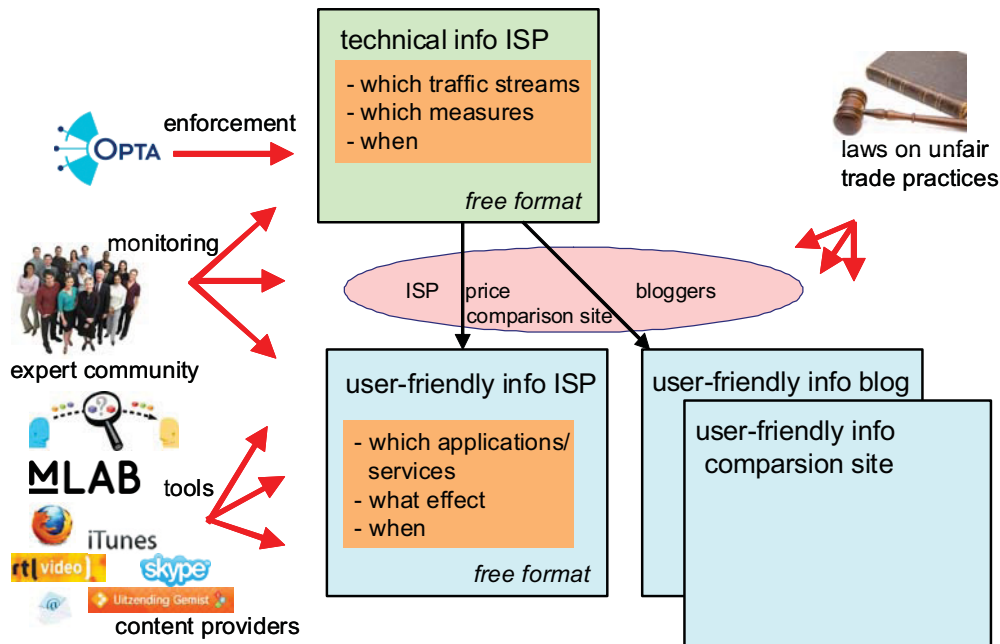 technical info ISP
- which traffic streams
- which measures
- when
free format
enforcement
OPTA
laws on unfair
trade practices
monitoring
expert community
ISP price bloggers
comparison site
user-friendly info ISP
- which applications/
services
- what effect
- when
free format
user-friendly info blog
user-friendly info
comparsion site
?
MLAB
tools
iTunes
rtl video
skype
@
Uitzending Gemist
content providers